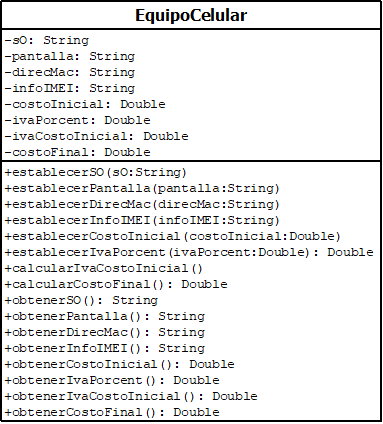 EquipoCelular
-sO: String
-pantalla: String
-direcMac: String
-infoIMEI: String
-costoInicial: Double
-ivaPorcent: Double
-ivaCostoInicial: Double
-costoFinal: Double
+establecerSO(sO:String)
+establecerPantalla(pantalla:String)
+establecerDirecMac(direcMac:String)
+establecerInfoIMEI(infoIMEI:String)
+establecerCostoInicial(costoInicial:Double)
+establecerIvaPorcent(ivaPorcent:Double): Double
+calcularIvaCostoInicial()
+calcularCostoFinal(): Double
+obtenerSO(): String
+obtenerPantalla(): String
+obtenerDirecMac(): String
+obtenerInfoIMEI(): String
+obtenerCostoInicial(): Double
+obtenerIvaPorcent(): Double
+obtenerIvaCostoInicial(): Double
+obtenerCostoFinal(): Double